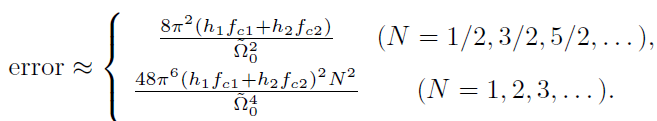 error ≈ { 8π²(h₁f_{c1}+h₂f_{c2}) / Ω̃₀²   (N = 1/2, 3/2, 5/2, . . . ),
48π⁶(h₁f_{c1}+h₂f_{c2})²N² / Ω̃₀⁴   (N = 1, 2, 3, . . . ).